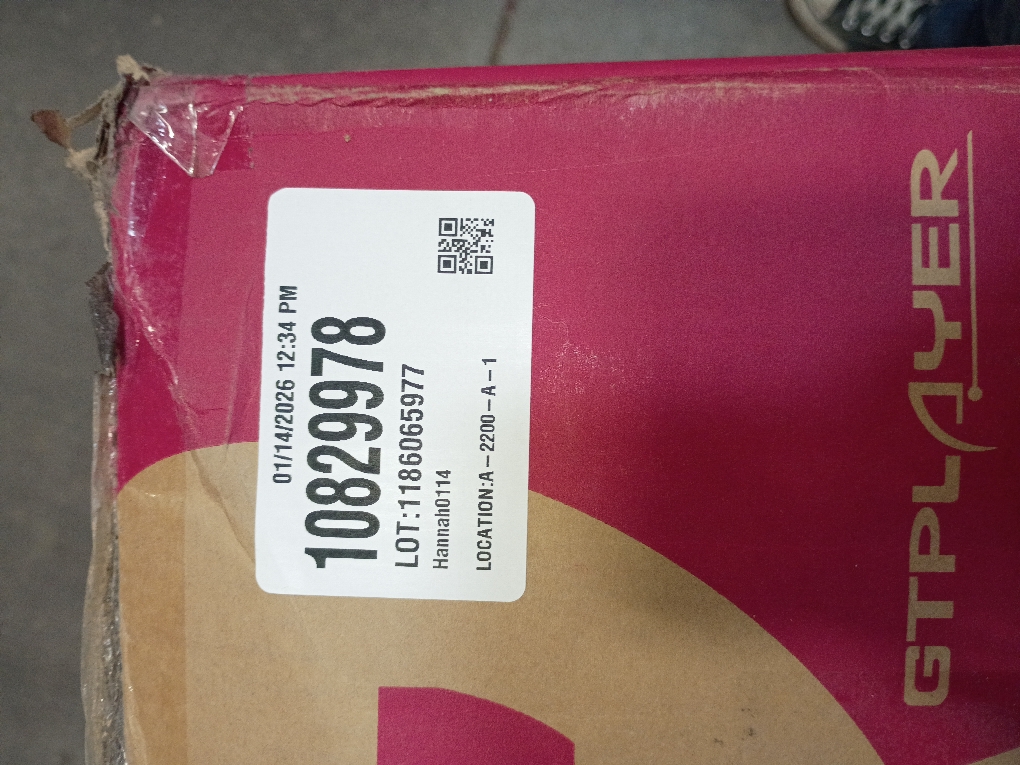 01/14/2026 12:34 PM
10829978
LOT:1186065977
Hannah0114
LOCATION:A-2200-A-1
GTPLAYER